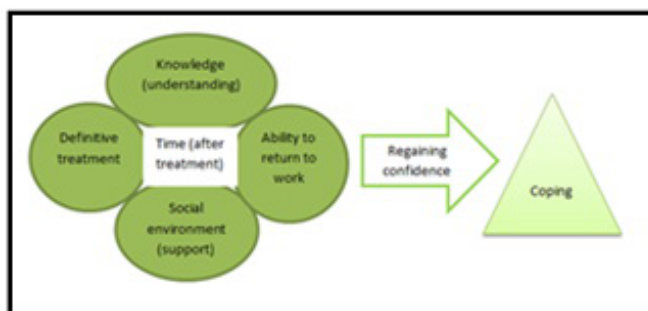 Knowledge
(understanding)
Definitive
treatment
Time (after
treatment)
Ability to
return to
work
Social
environment
(support)
Regaining
confidence
Coping